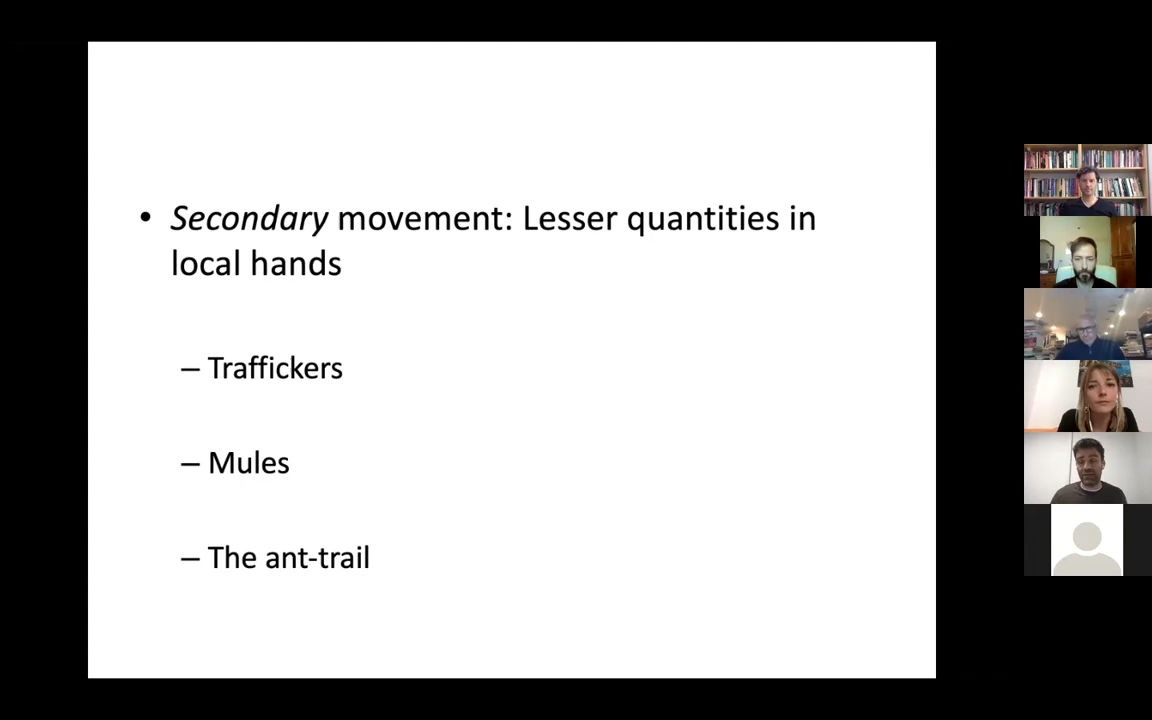 • Secondary movement: Lesser quantities in
local hands
– Traffickers
– Mules
– The ant-trail